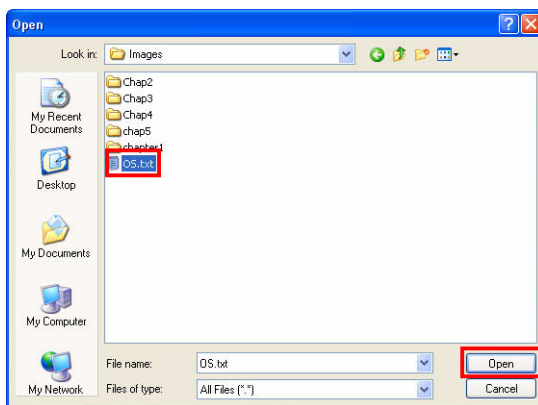 Open
Look in: Images
My Recent
Documents
Desktop
My Documents
My Computer
My Network
Chap2
Chap3
Chap4
chap5
chapter1
OS.txt
File name: OS.txt Open
Files of type: All Files (*.*) Cancel